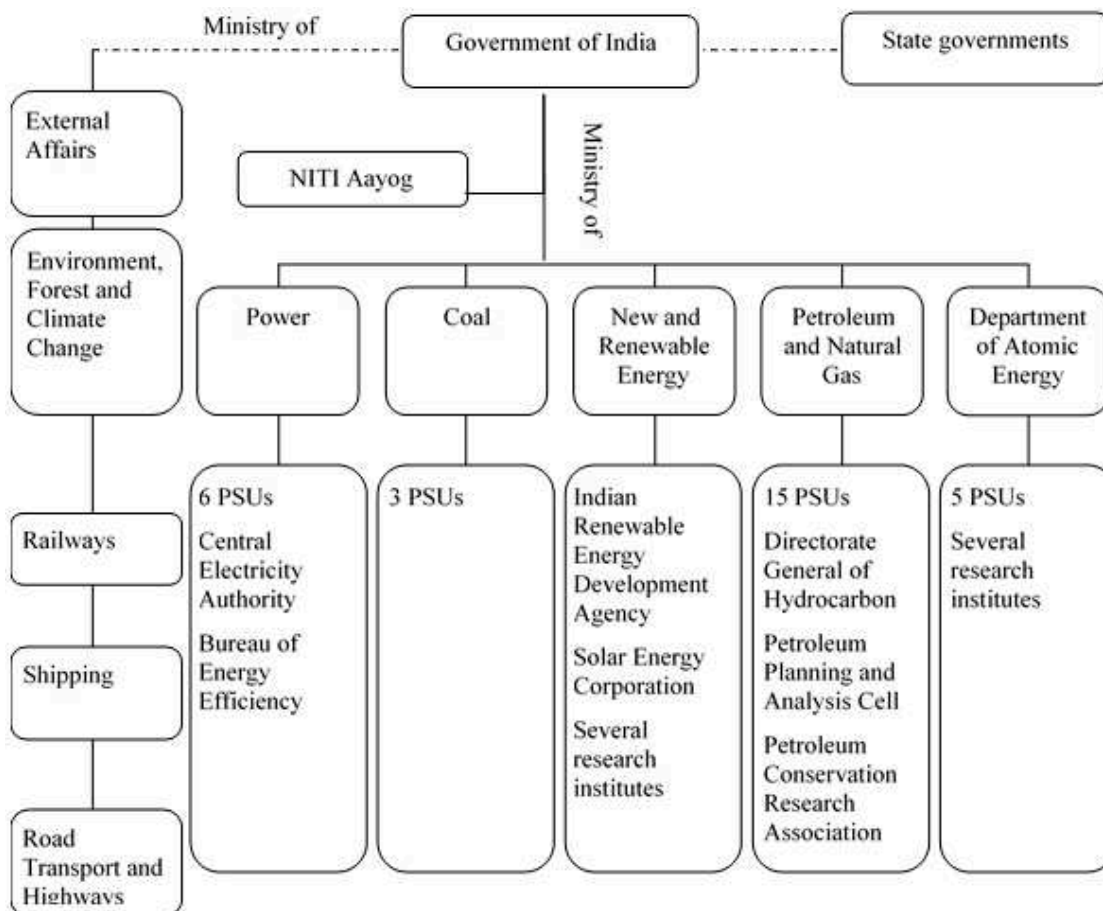 Ministry of
Government of India
State governments
External
Affairs
Ministry of
NITI Aayog
Environment,
Forest and
Climate
Change
Power
Coal
New and
Renewable
Energy
Petroleum
and Natural
Gas
Department
of Atomic
Energy
Railways
Shipping
Road
Transport and
Highways
6 PSUs
Central
Electricity
Authority
Bureau of
Energy
Efficiency
3 PSUs
Indian
Renewable
Energy
Development
Agency
Solar Energy
Corporation
Several
research
institutes
15 PSUs
Directorate
General of
Hydrocarbon
Petroleum
Planning and
Analysis Cell
Petroleum
Conservation
Research
Association
5 PSUs
Several
research
institutes